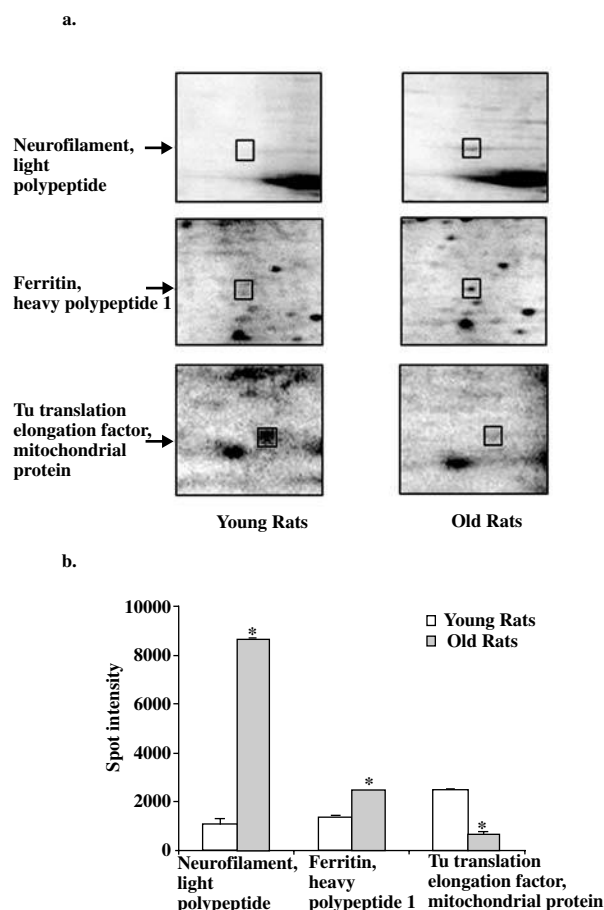 a.
Neurofilament,
light
polypeptide
Ferritin,
heavy polypeptide 1
Tu translation
elongation factor,
mitochondrial
protein
Young Rats
Old Rats
b.
10000
8000
6000
4000
2000
0
Spot intensity
*
*
*
Young Rats
Old Rats
Neurofilament,
light
polypeptide
Ferritin,
heavy
polypeptide 1
Tu translation
elongation factor,
mitochondrial protein